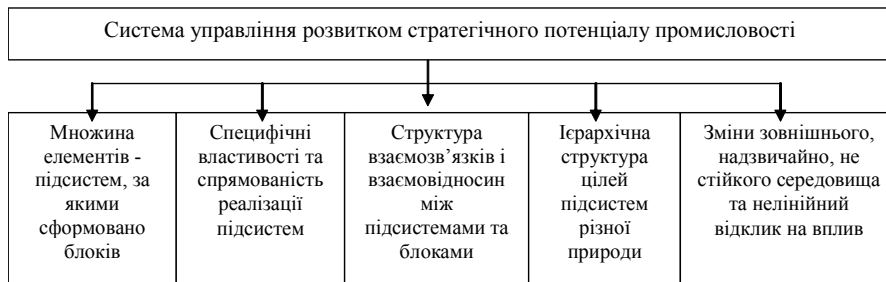 Система управління розвитком стратегічного потенціалу промисловості
Множина
елементів -
підсистем, за
якими
сформовано
блоків
Специфічні
властивості та
спрямованість
реалізації
підсистем
Структура
взаємозв’язків і
взаємовідносин
між
підсистемами та
блоками
Ієрархічна
структура
цілей
підсистем
різної
природи
Зміни зовнішнього,
надзвичайно, не
стійкого середовища
та нелінійний
відклик на вплив